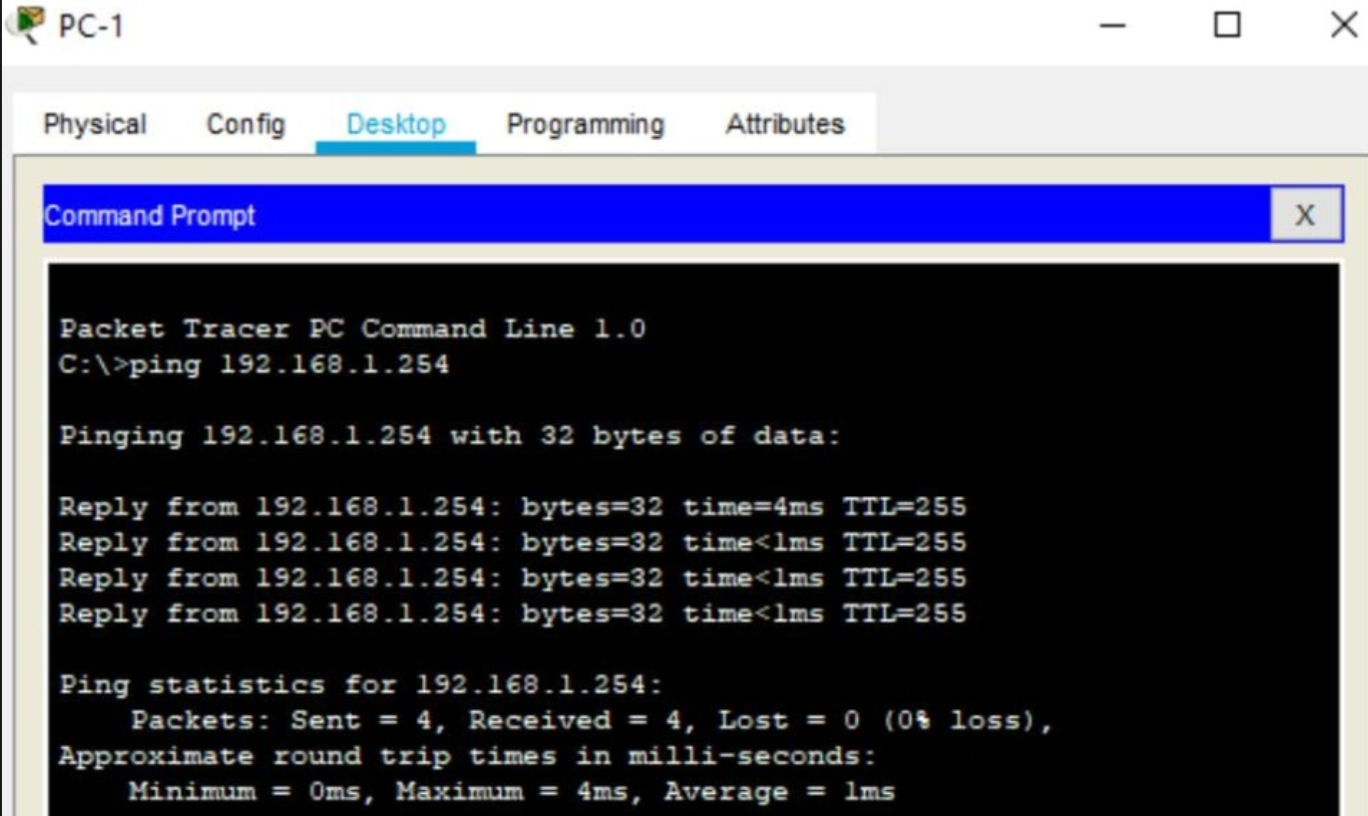 PC-1
Physical Config Desktop Programming Attributes
Command Prompt X
Packet Tracer PC Command Line 1.0
C:\>ping 192.168.1.254
Pinging 192.168.1.254 with 32 bytes of data:
Reply from 192.168.1.254: bytes=32 time=4ms TTL=255
Reply from 192.168.1.254: bytes=32 time<1ms TTL=255
Reply from 192.168.1.254: bytes=32 time<1ms TTL=255
Reply from 192.168.1.254: bytes=32 time<1ms TTL=255
Ping statistics for 192.168.1.254:
Packets: Sent = 4, Received = 4, Lost = 0 (0% loss),
Approximate round trip times in milli-seconds:
Minimum = 0ms, Maximum = 4ms, Average = 1ms